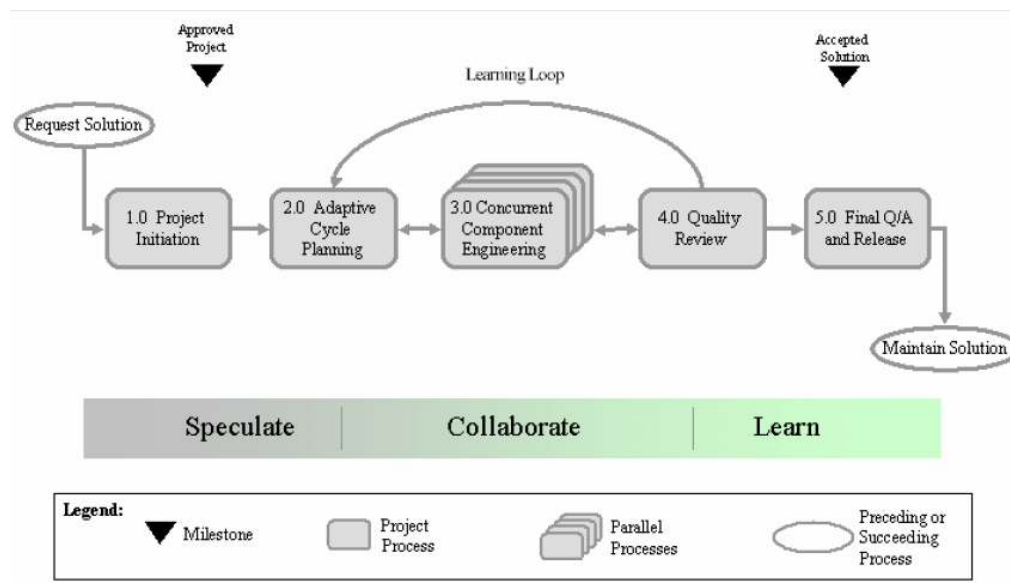 Approved
Project
Accepted
Solution
Learning Loop
Request Solution
1.0 Project
Initiation
2.0 Adaptive
Cycle
Planning
3.0 Concurrent
Component
Engineering
4.0 Quality
Review
5.0 Final Q/A
and Release
Maintain Solution
Speculate
Collaborate
Learn
Legend:
Milestone
Project
Process
Parallel
Processes
Preceding or
Succeeding
Process